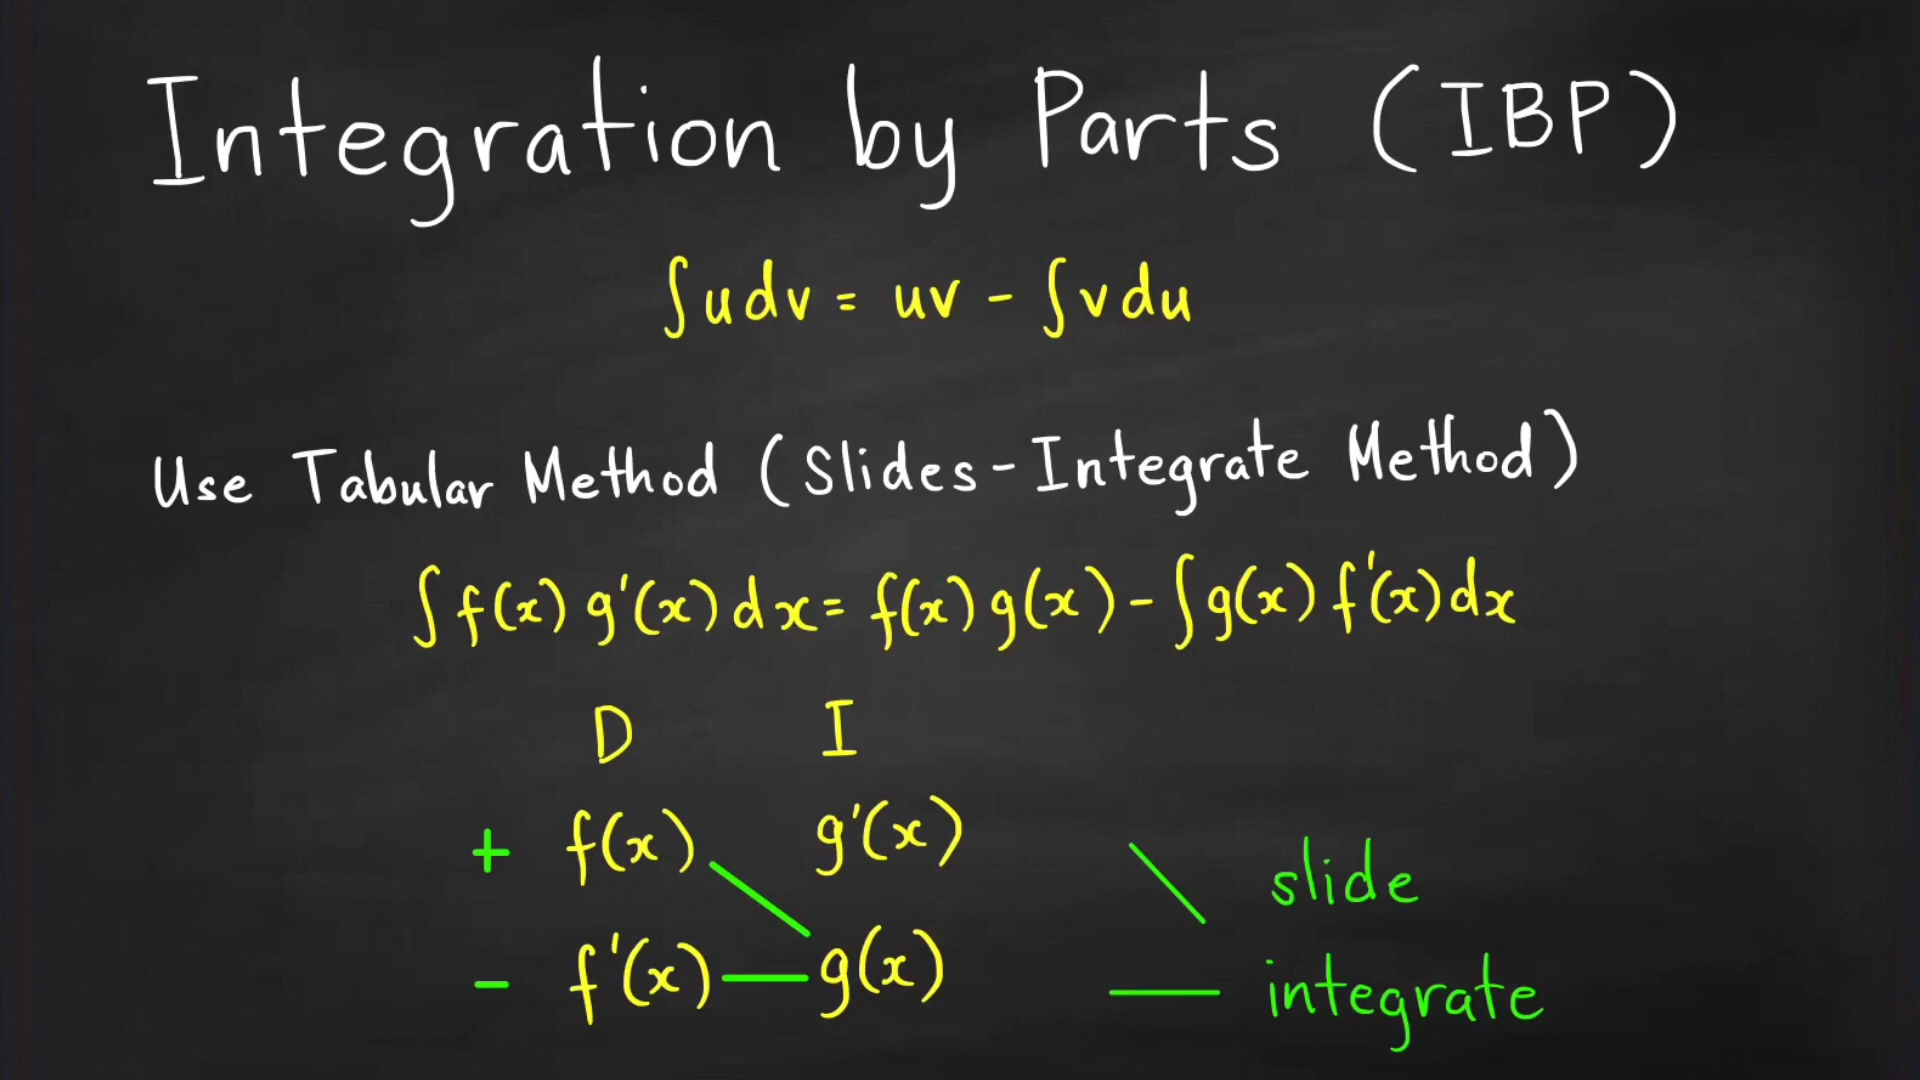 Integration by Parts (IBP)
∫udv = uv - ∫vdu
Use Tabular Method (Slides-Integrate Method)
∫f(x) g'(x) dx = f(x) g(x) - ∫g(x) f'(x) dx
D I
+ f(x) g'(x)
slide
- f'(x) g(x)
integrate